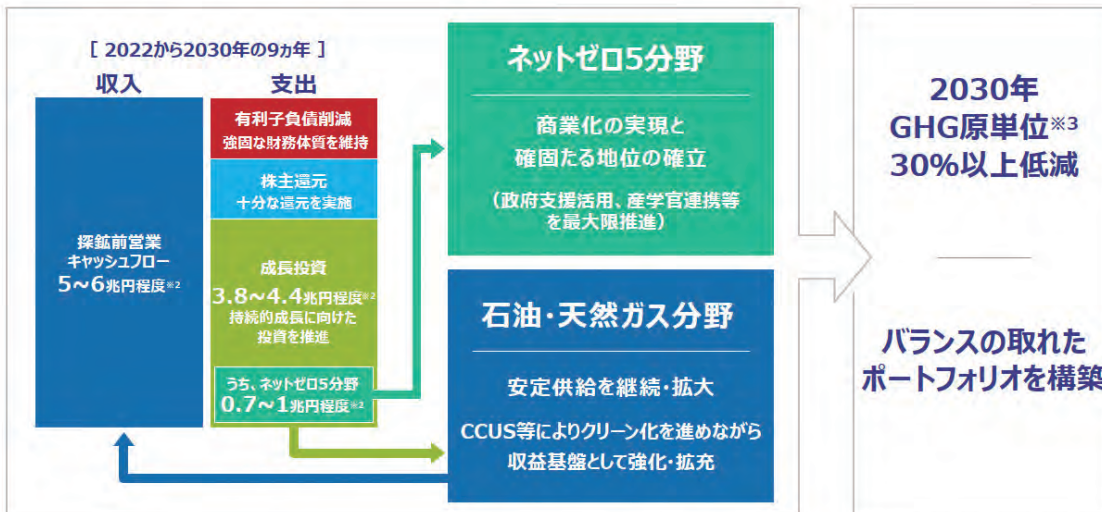 [ 2022から2030年の9ヵ年 ]
収入
支出
探鉱前営業
キャッシュフロー
5~6兆円程度※2
有利子負債削減
強固な財務体質を維持
株主還元
十分な還元を実施
成長投資
3.8~4.4兆円程度※2
持続的成長に向けた
投資を推進
うち、ネットゼロ5分野
0.7~1兆円程度※2
ネットゼロ5分野
商業化の実現と
確固たる地位の確立
(政府支援活用、産学官連携等
を最大限推進)
石油・天然ガス分野
安定供給を継続・拡大
CCUS等によりクリーン化を進めながら
収益基盤として強化・拡充
2030年
GHG原単位※3
30%以上低減
バランスの取れた
ポートフォリオを構築